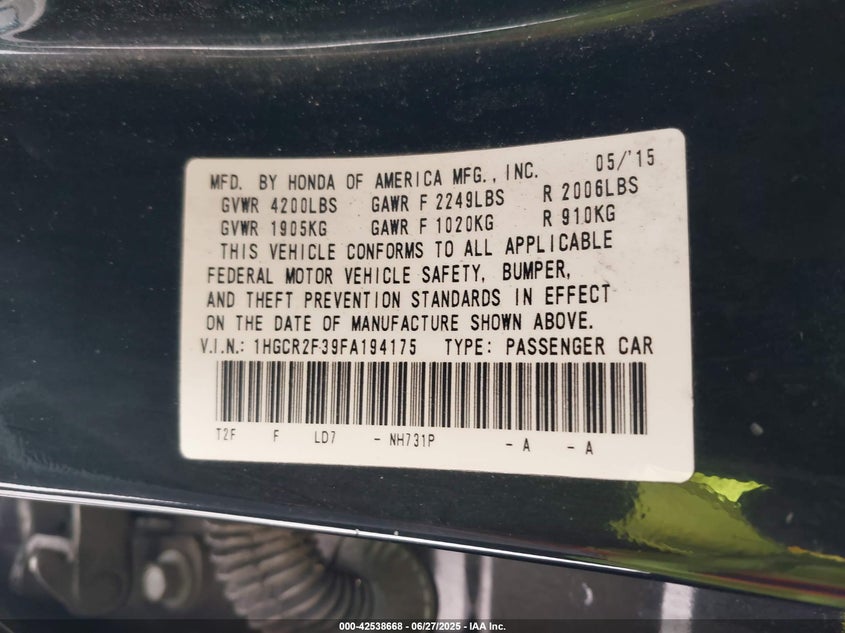 MFD. BY HONDA OF AMERICA MFG., INC. 05/'15
GVWR 4200LBS GAWR F 2249LBS R 2006LBS
GVWR 1905KG GAWR F 1020KG R 910KG
THIS VEHICLE CONFORMS TO ALL APPLICABLE
FEDERAL MOTOR VEHICLE SAFETY, BUMPER,
AND THEFT PREVENTION STANDARDS IN EFFECT
ON THE DATE OF MANUFACTURE SHOWN ABOVE.
V.I.N.: 1HGCR2F39FA194175 TYPE: PASSENGER CAR
T2F F LD7 - NH731P - A - A
000-42538668 - 06/27/2025 - IAA Inc.